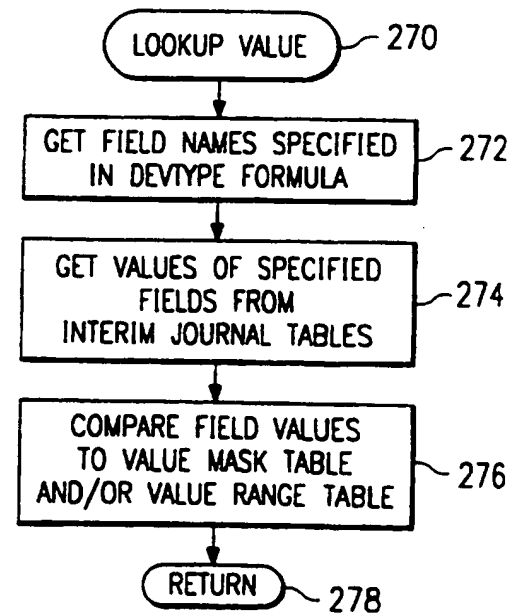 LOOKUP VALUE
270
GET FIELD NAMES SPECIFIED
IN DEVTYPE FORMULA
272
GET VALUES OF SPECIFIED
FIELDS FROM
INTERIM JOURNAL TABLES
274
COMPARE FIELD VALUES
TO VALUE MASK TABLE
AND/OR VALUE RANGE TABLE
276
RETURN
278